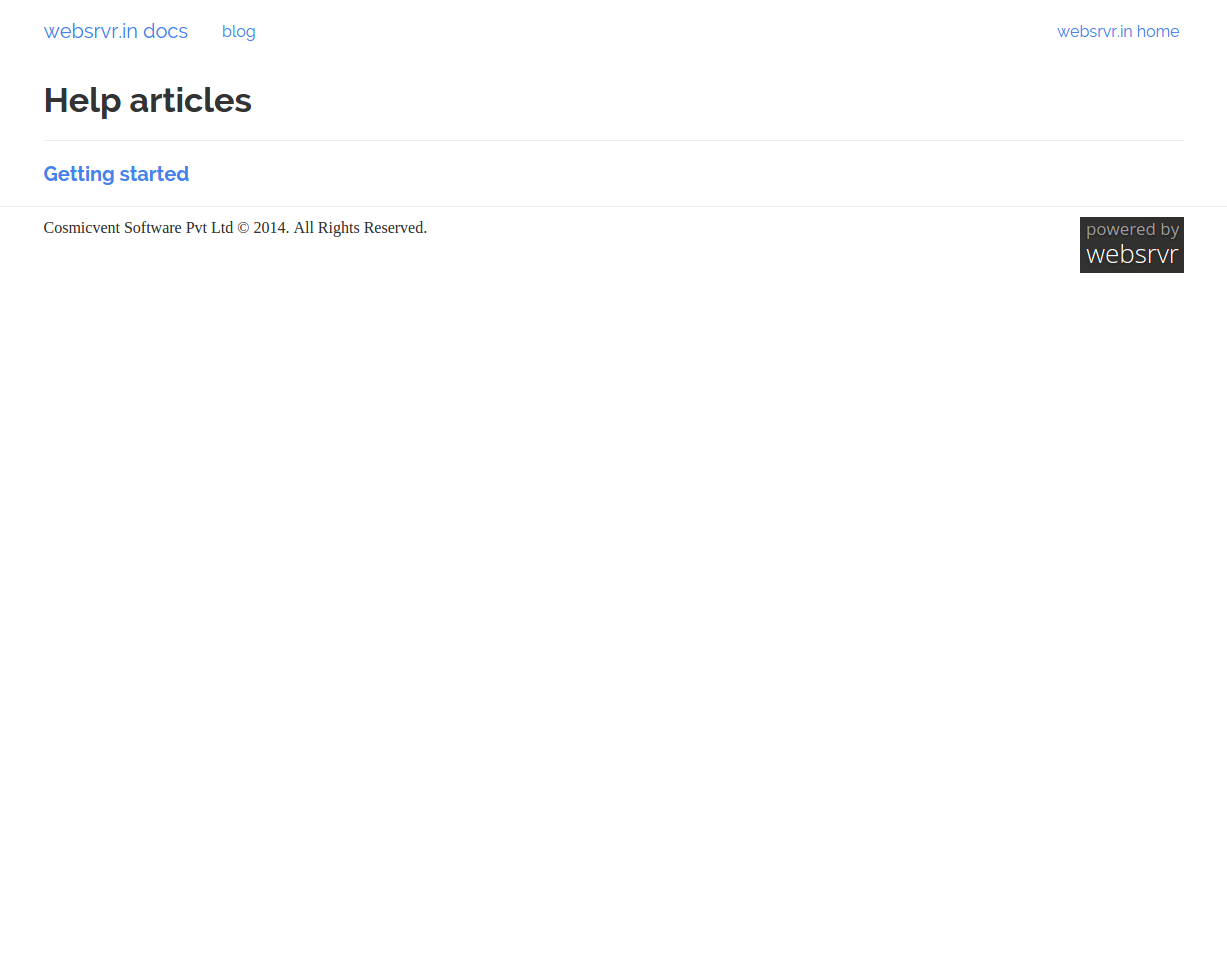 websrvr.in docs blog websrvr.in home
Help articles
Getting started
Cosmicvent Software Pvt Ltd © 2014. All Rights Reserved.
powered by
websrvr